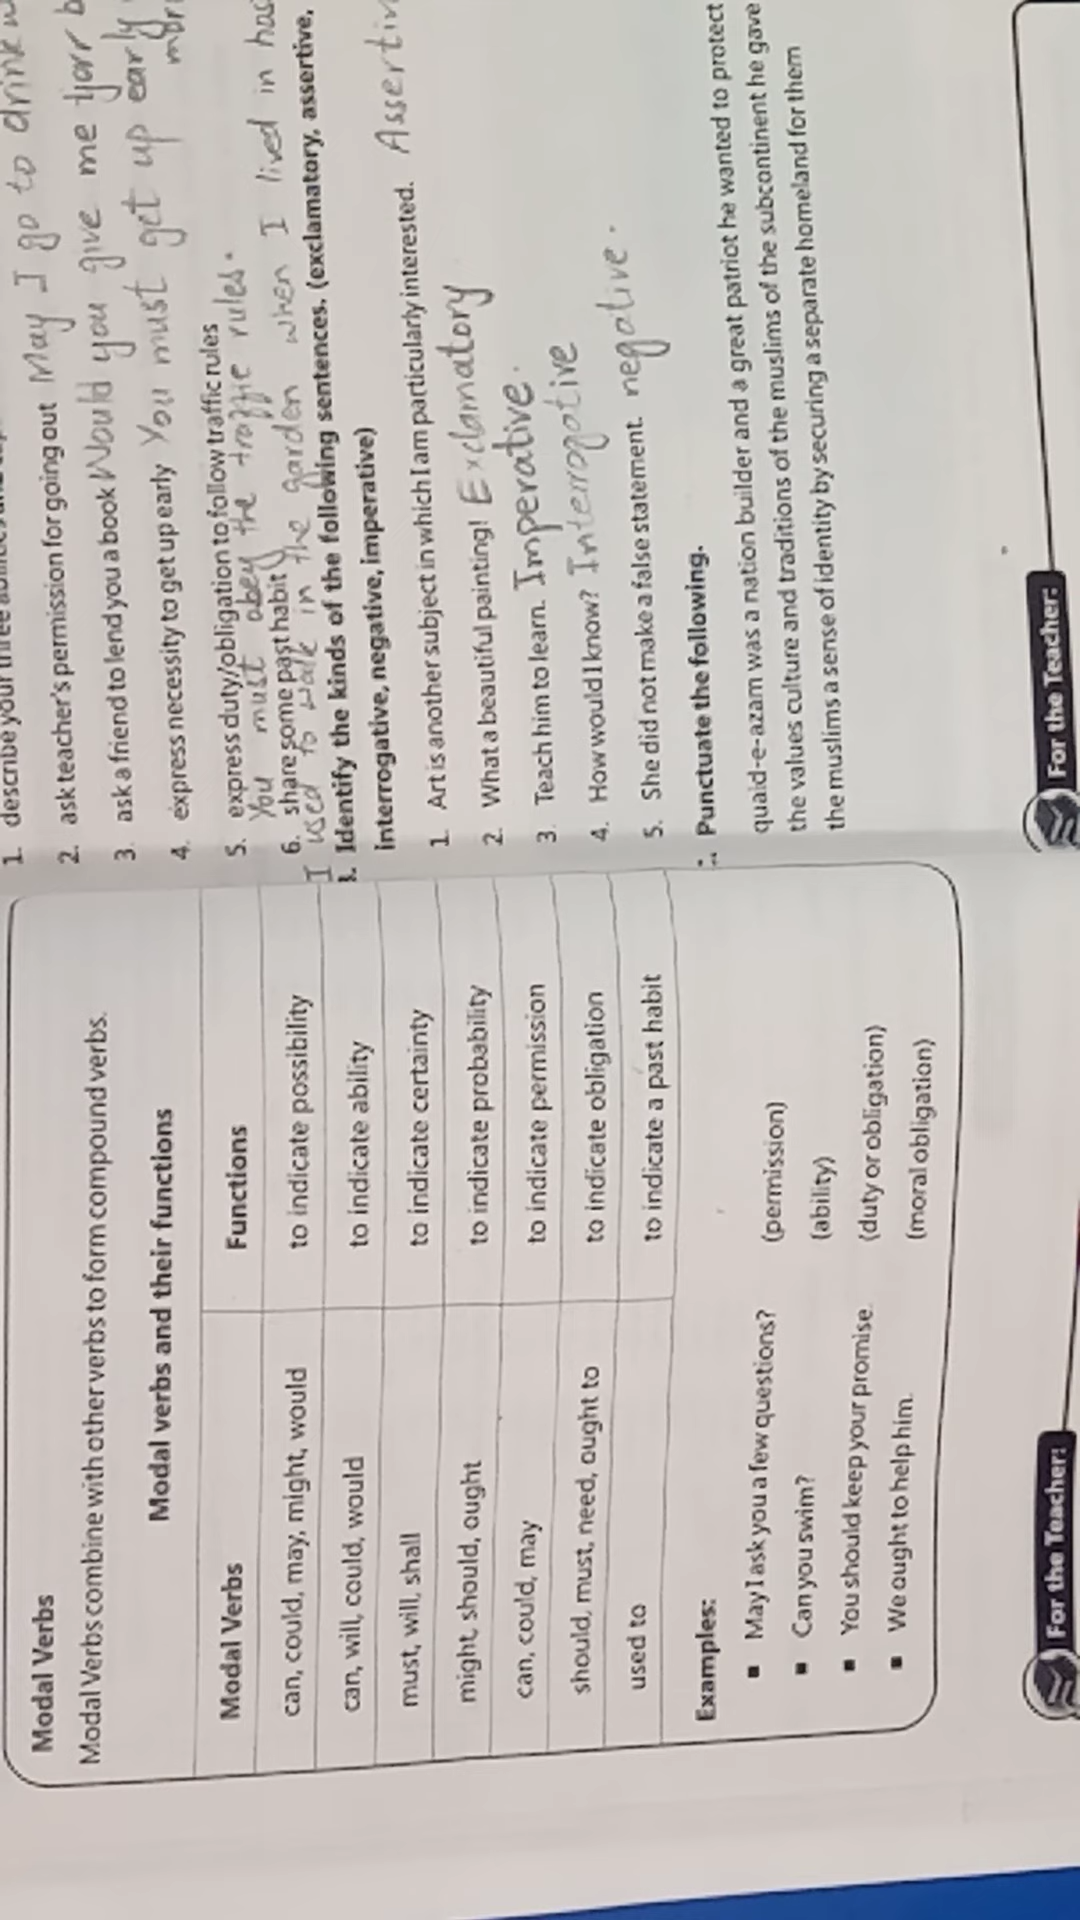 Modal Verbs
Modal Verbs combine with other verbs to form compound verbs.
Modal verbs and their functions
Modal Verbs Functions
can, could, may, might, would to indicate possibility
can, will, could, would to indicate ability
must, will, shall to indicate certainty
might, should, ought to indicate probability
can, could, may to indicate permission
should, must, need, ought to to indicate obligation
used to to indicate a past habit
Examples:
▪ May I ask you a few questions? (permission)
▪ Can you swim? (ability)
▪ You should keep your promise. (duty or obligation)
▪ We ought to help him. (moral obligation)
For the Teacher:
1. describe your three
2. ask teacher's permission for going out May I go to drink
3. ask a friend to lend you a book Would you give me your
4. express necessity to get up early You must get up early
5. express duty/obligation to follow traffic rules
You must obey the traffic rules.
6. share some past habit
I used to walk in the garden when I lived in
Identify the kinds of the following sentences. (exclamatory, assertive,
interrogative, negative, imperative)
1. Art is another subject in which I am particularly interested. Assertiv
2. What a beautiful painting! Exclamatory
3. Teach him to learn. Imperative.
4. How would I know? Interrogative
5. She did not make a false statement. negative.
Punctuate the following.
quaid-e-azam was a nation builder and a great patriot he wanted to protect
the values culture and traditions of the muslims of the subcontinent he gave
the muslims a sense of identity by securing a separate homeland for them
For the Teacher: